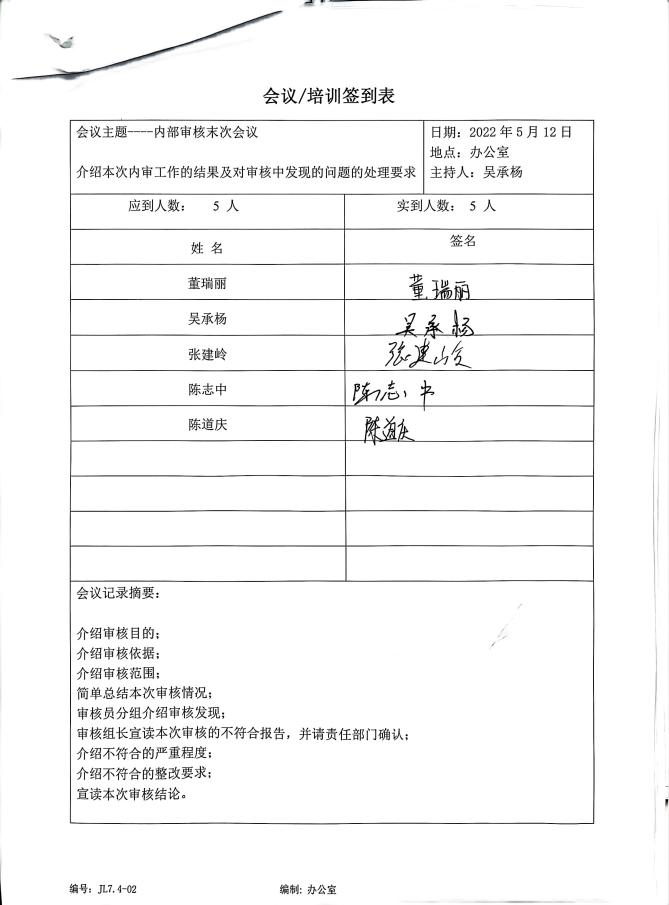 会议/培训签到表
会议主题----内部审核末次会议
介绍本次内审工作的结果及对审核中发现的问题的处理要求
日期：2022年5月12日
地点：办公室
主持人：吴承杨
应到人数： 5 人
实到人数： 5 人
姓 名
签名
董瑞丽
董瑞丽
吴承杨
吴承杨
张建岭
张建岭
陈志中
陈志中
陈道庆
陈道庆
会议记录摘要：
介绍审核目的；
介绍审核依据；
介绍审核范围；
简单总结本次审核情况；
审核员分组介绍审核发现；
审核组长宣读本次审核的不符合报告，并请责任部门确认；
介绍不符合的严重程度；
介绍不符合的整改要求；
宣读本次审核结论。
编号：JL7.4-02
编制：办公室